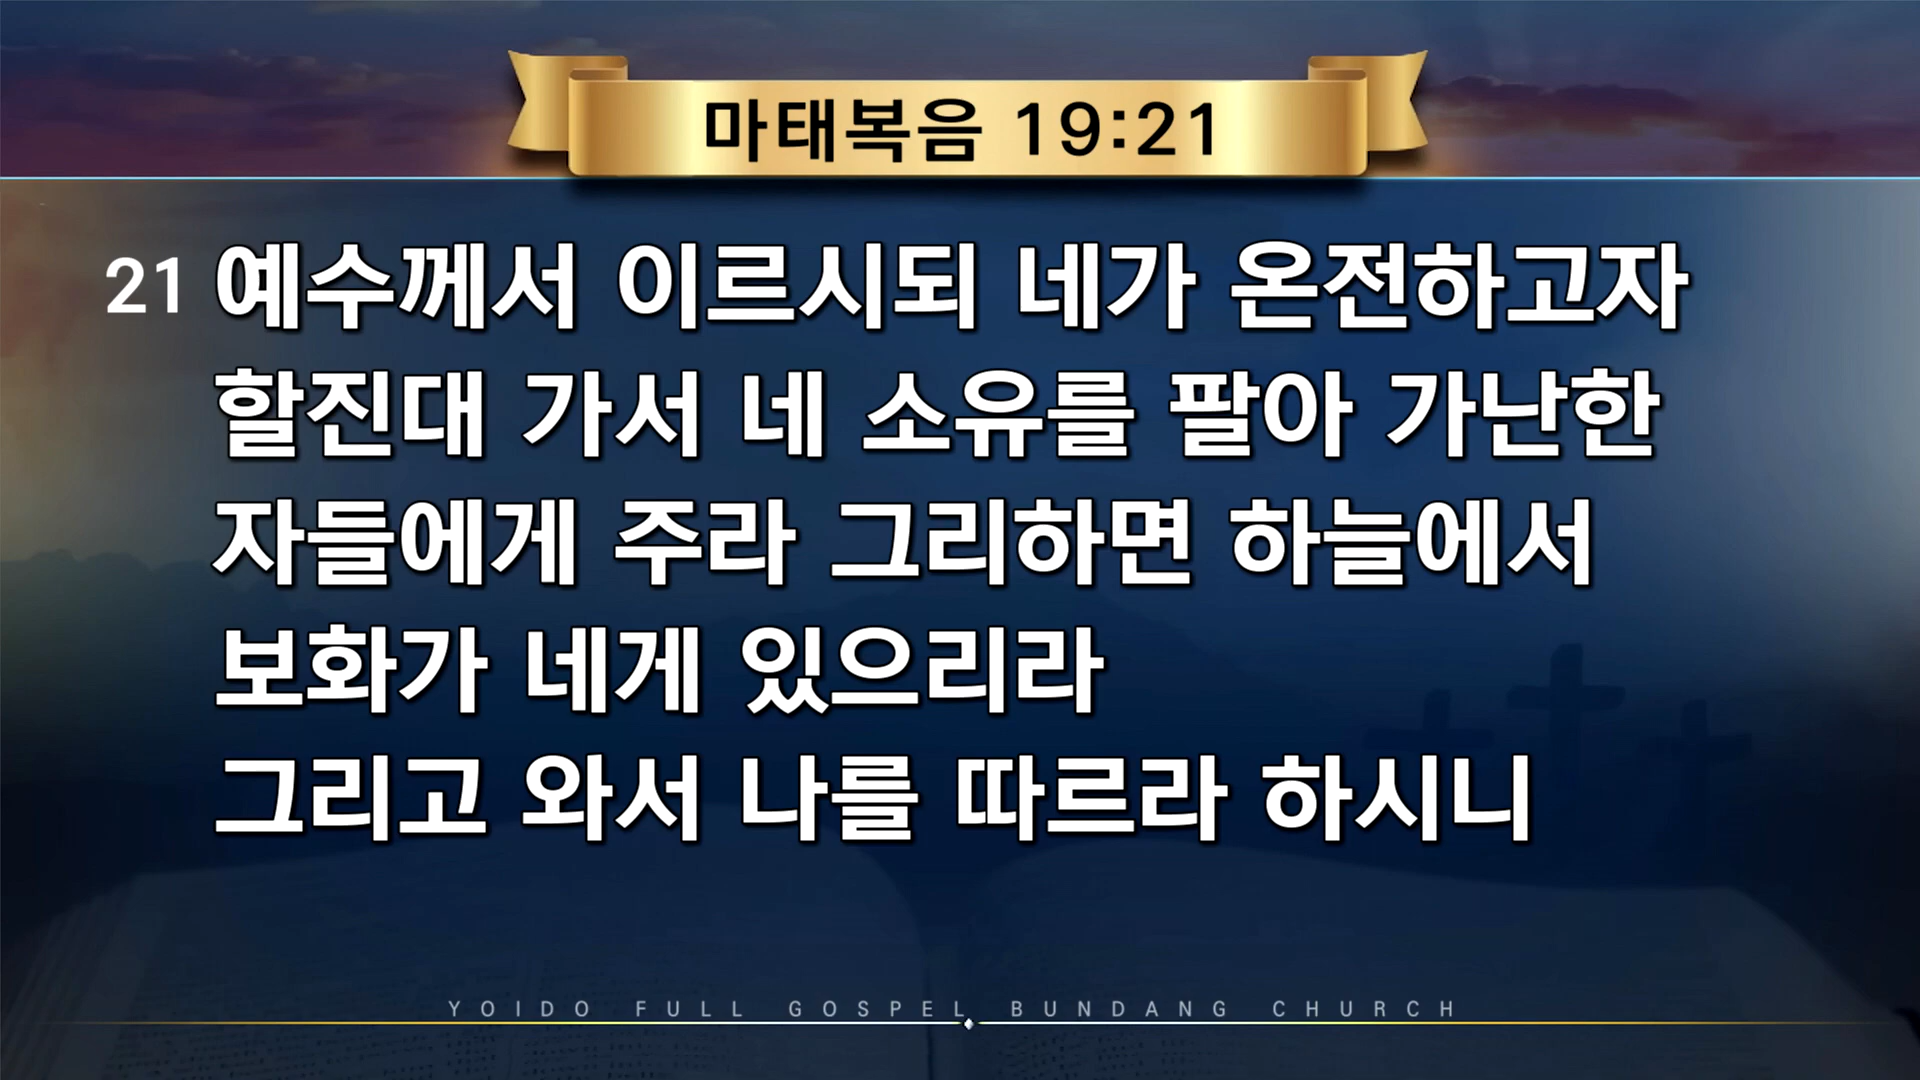 마태복음 19:21
21 예수께서 이르시되 네가 온전하고자
할진대 가서 네 소유를 팔아 가난한
자들에게 주라 그리하면 하늘에서
보화가 네게 있으리라
그리고 와서 나를 따르라 하시니
YOIDO FULL GOSPEL BUNDANG CHURCH